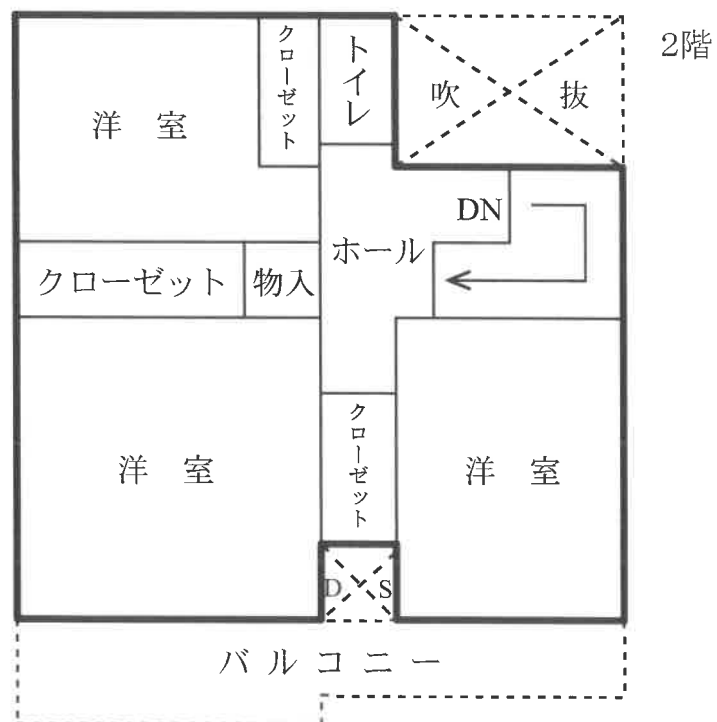 2階
クローゼット
トイレ
吹 抜
洋 室
DN
ホール
クローゼット
物入
クローゼット
洋 室
洋 室
D S
バルコニー